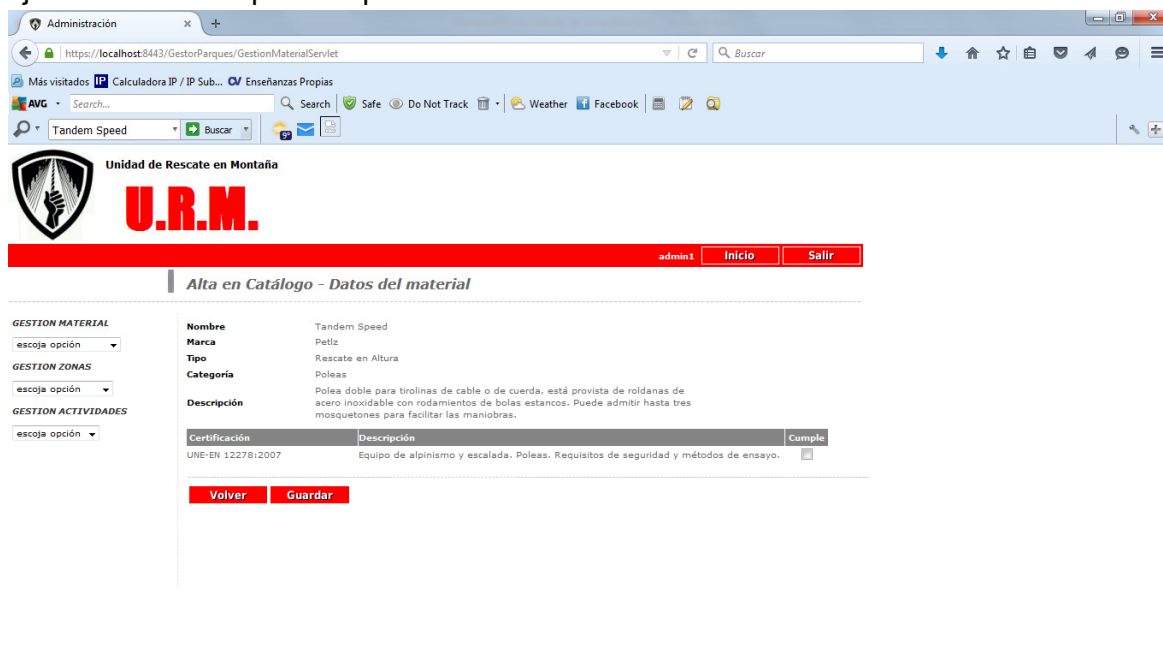 Administración
https://localhost:8443/GestorParques/GestionMaterialServlet
Buscar
Más visitados IP Calculadora IP / IP Sub... Enseñanzas Propias
AVG Search... Search Safe Do Not Track Weather Facebook
Tandem Speed Buscar 9°
Unidad de Rescate en Montaña
U.R.M.
admin1 Inicio Salir
Alta en Catálogo - Datos del material
GESTION MATERIAL
escoja opción
GESTION ZONAS
escoja opción
GESTION ACTIVIDADES
escoja opción
Nombre Tandem Speed
Marca Petlz
Tipo Rescate en Altura
Categoría Poleas
Descripción
Polea doble para tirolinas de cable o de cuerda, está provista de roldanas de
acero inoxidable con rodamientos de bolas estancos. Puede admitir hasta tres
mosquetones para facilitar las maniobras.
Certificación Descripción Cumple
UNE-EN 12278:2007 Equipo de alpinismo y escalada. Poleas. Requisitos de seguridad y métodos de ensayo.
Volver Guardar